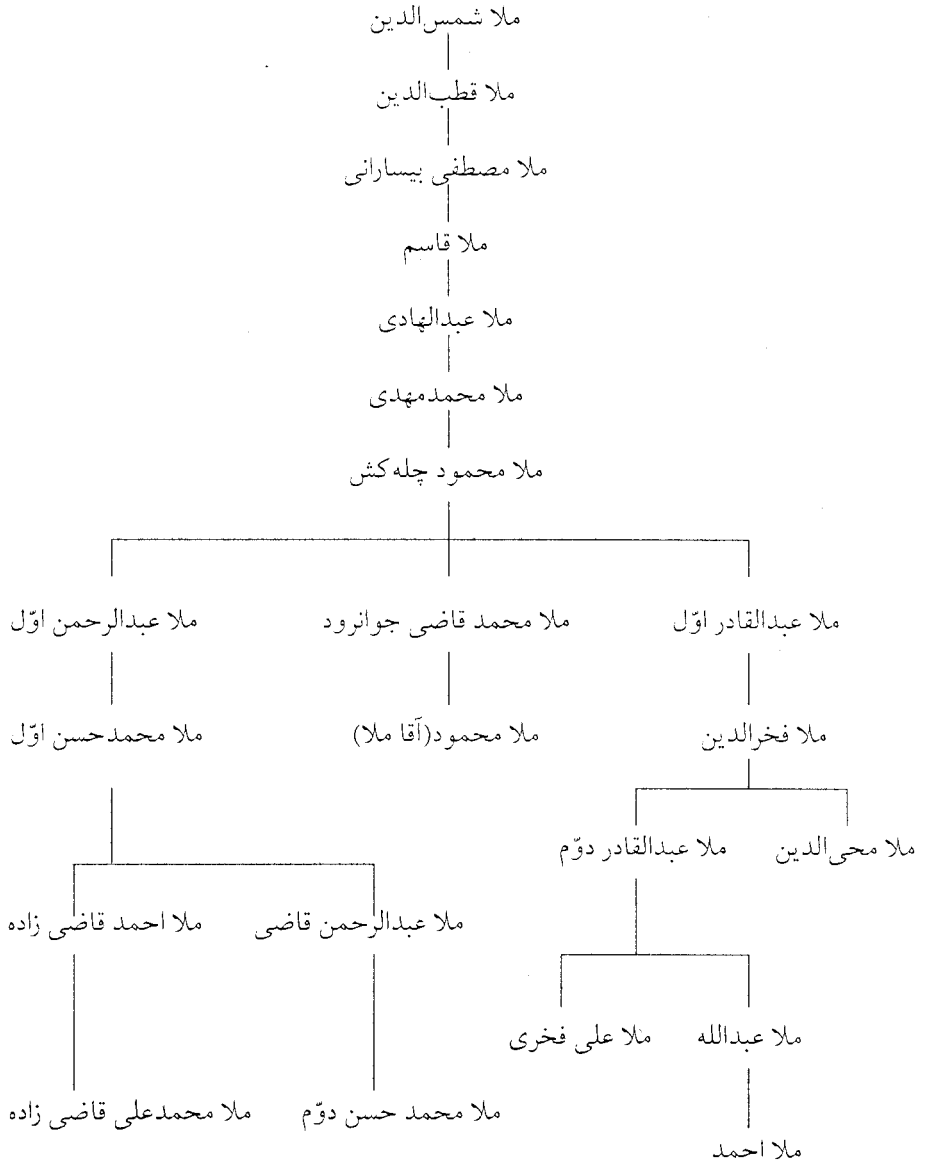 ملا شمس‌الدین
ملا قطب‌الدین
ملا مصطفی بیسارانی
ملا قاسم
ملا عبدالهادی
ملا محمدمهدی
ملا محمود چله‌کش
ملا عبدالقادر اوّل
ملا محمد قاضی جوانرود
ملا عبدالرحمن اوّل
ملا فخرالدین
ملا محمود(آقا ملا)
ملا محمدحسن اوّل
ملا محی‌الدین
ملا عبدالقادر دوّم
ملا عبدالرحمن قاضی
ملا احمد قاضی زاده
ملا عبدالله
ملا علی فخری
ملا محمد حسن دوّم
ملا محمدعلی قاضی زاده
ملا احمد